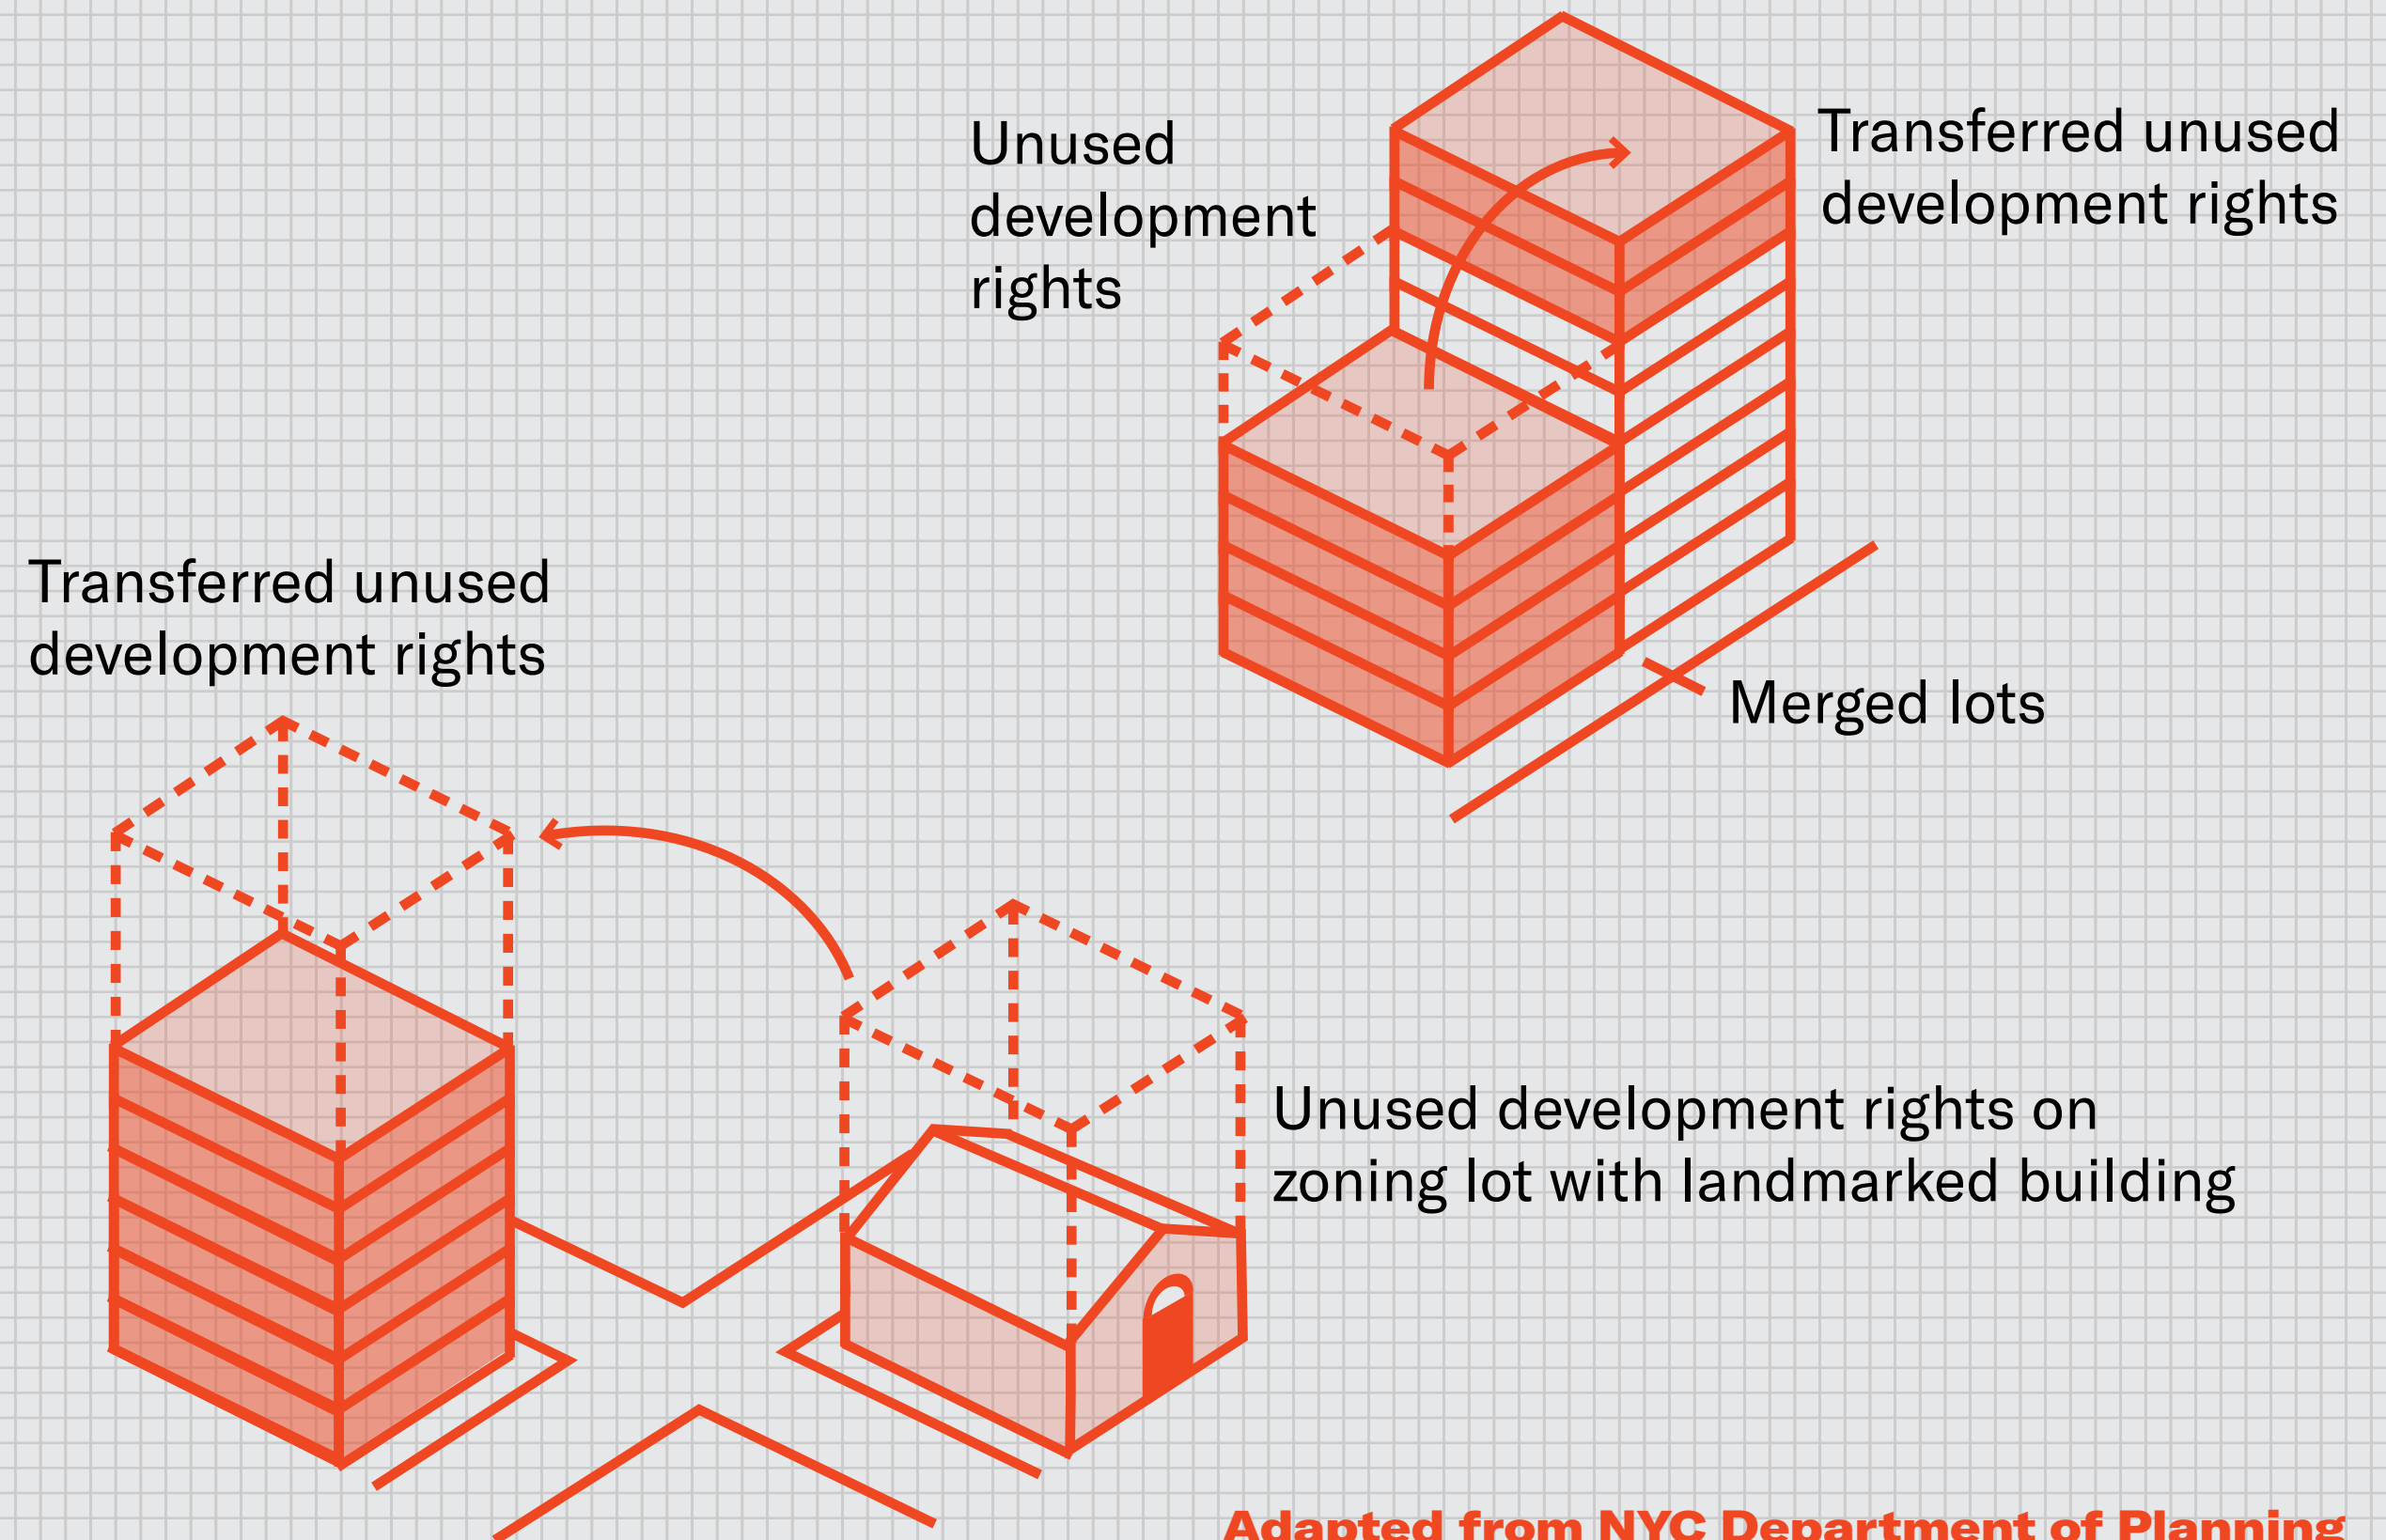 Unused
development
rights
Transferred unused
development rights
Merged lots
Transferred unused
development rights
Unused development rights on
zoning lot with landmarked building
Adapted from NYC Department of Planning